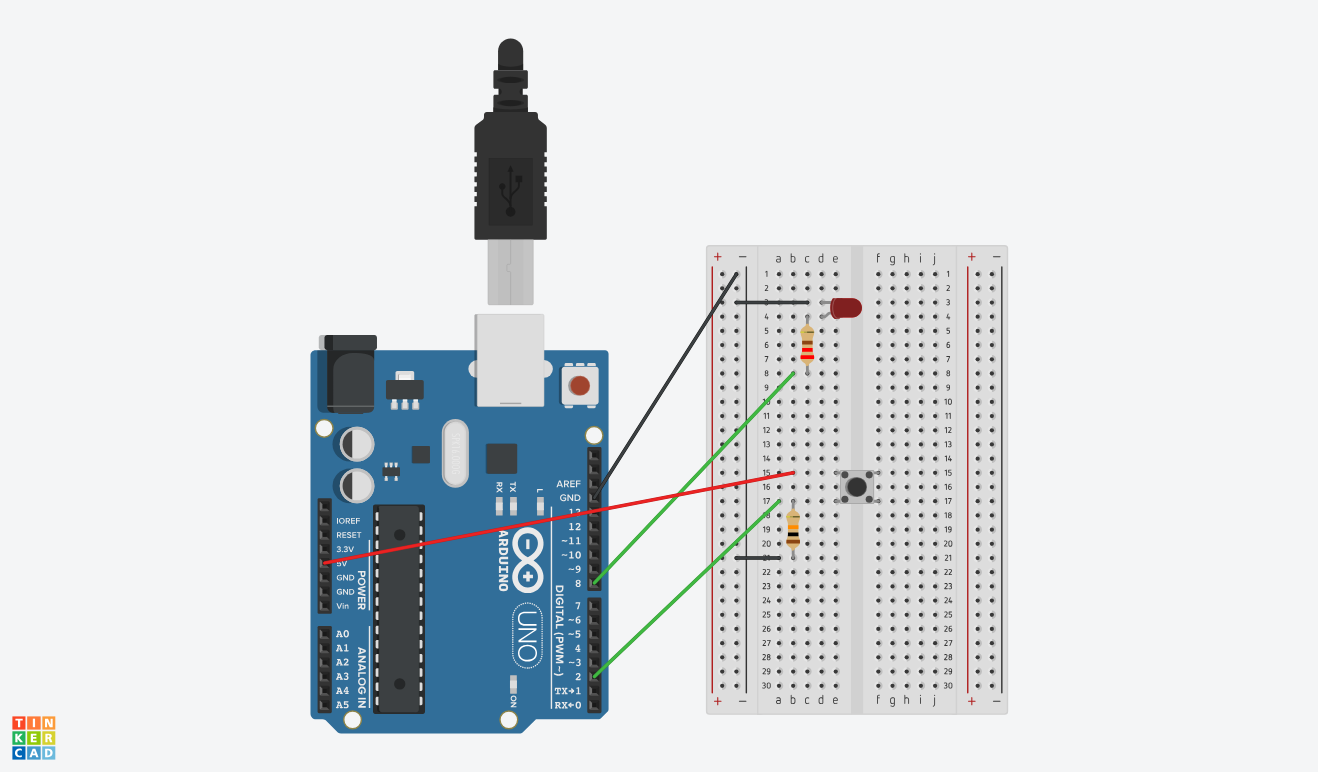 RX TX L
AREF
GND
13
12
~11
~10
~9
8
7
~6
~5
4
~3
2
TX→1
RX←0
DIGITAL (PWM~)
ARDUINO
UNO
ON
IOREF
RESET
3.3V
5V
GND
GND
Vin
POWER
A0
A1
A2
A3
A4
A5
ANALOG IN
+ − a b c d e f g h i j + −
1 1
2 2
3 3
4 4
5 5
6 6
7 7
8 8
9 9
10 10
11 11
12 12
13 13
14 14
15 15
16 16
17 17
18 18
19 19
20 20
21 21
22 22
23 23
24 24
25 25
26 26
27 27
28 28
29 29
30 30
+ − a b c d e f g h i j + −
TIN
KER
CAD